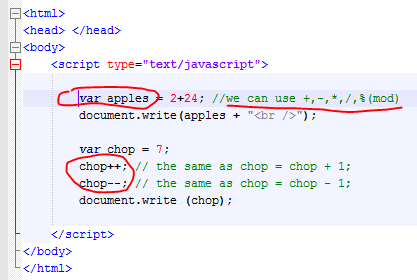 <html>
<head> </head>
<body>
<script type="text/javascript">
var apples = 2+24; //we can use +,-,*,/,%(mod)
document.write(apples + "<br />");
var chop = 7;
chop++; // the same as chop = chop + 1;
chop--; // the same as chop = chop - 1;
document.write (chop);
</script>
</body>
</html>